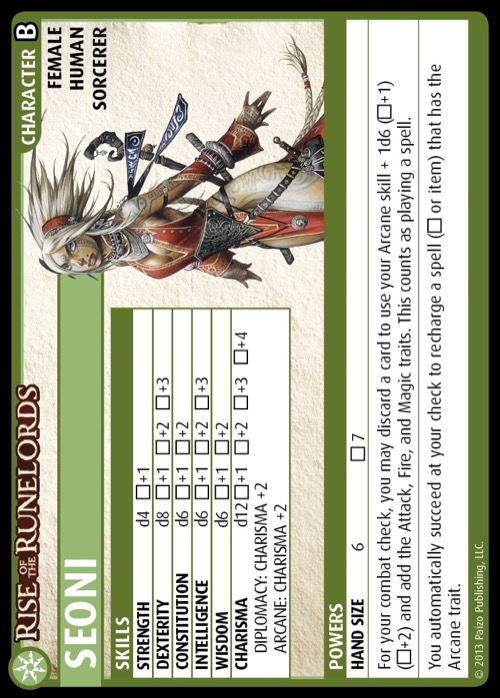 RISE OF THE RUNELORDS
CHARACTER B
SEONI
FEMALE
HUMAN
SORCERER
SKILLS
STRENGTH d4 □+1
DEXTERITY d8 □+1 □+2 □+3
CONSTITUTION d6 □+1 □+2
INTELLIGENCE d6 □+1 □+2 □+3
WISDOM d6 □+1 □+2
CHARISMA d12 □+1 □+2 □+3 □+4
DIPLOMACY: CHARISMA +2
ARCANE: CHARISMA +2
POWERS
HAND SIZE 6 □ 7
For your combat check, you may discard a card to use your Arcane skill + 1d6 (□+1)
(□+2) and add the Attack, Fire, and Magic traits. This counts as playing a spell.
You automatically succeed at your check to recharge a spell (□ or item) that has the
Arcane trait.
© 2013 Paizo Publishing, LLC.